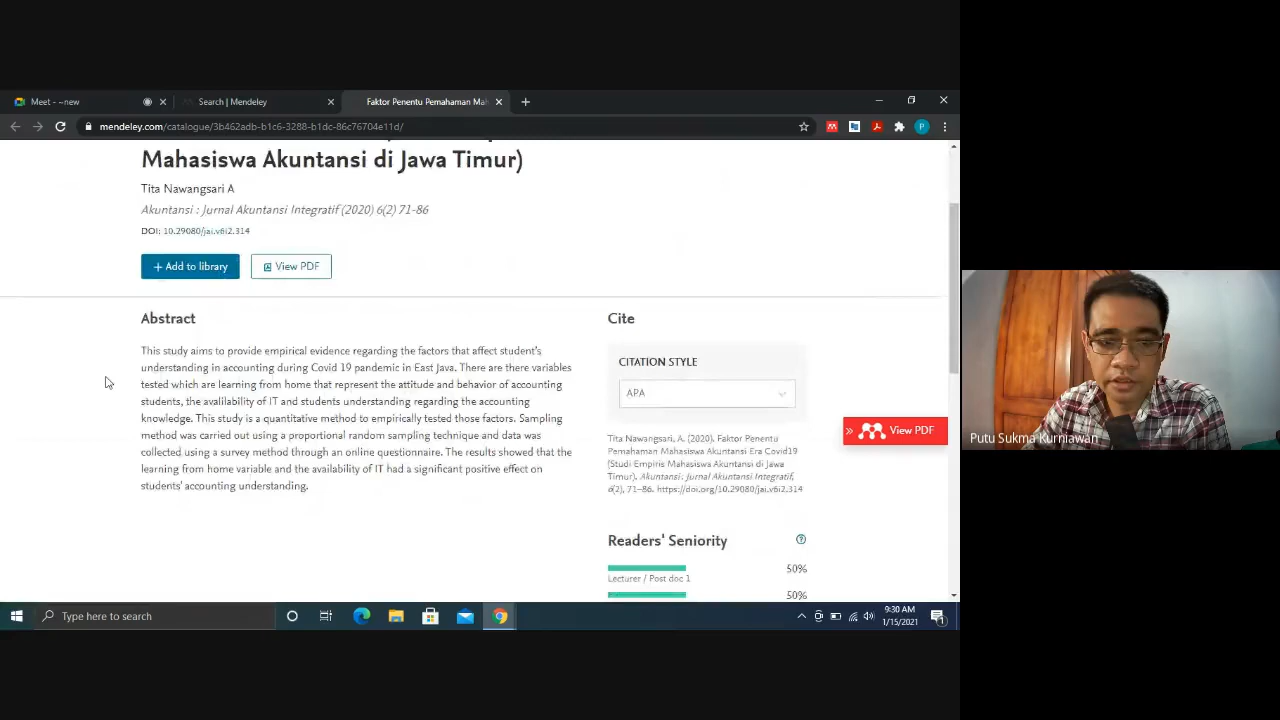 Meet - ~new
Search | Mendeley
Faktor Penentu Pemahaman Mah
mendeley.com/catalogue/3b462adb-b1c6-3288-b1dc-86c76704e11d/
P
Mahasiswa Akuntansi di Jawa Timur)
Tita Nawangsari A
Akuntansi : Jurnal Akuntansi Integratif (2020) 6(2) 71-86
DOI: 10.29080/jai.v6i2.314
+ Add to library
View PDF
Abstract
This study aims to provide empirical evidence regarding the factors that affect student's
understanding in accounting during Covid 19 pandemic in East Java. There are there variables
tested which are learning from home that represent the attitude and behavior of accounting
students, the availability of IT and students understanding regarding the accounting
knowledge. This study is a quantitative method to empirically tested those factors. Sampling
method was carried out using a proportional random sampling technique and data was
collected using a survey method through an online questionnaire. The results showed that the
learning from home variable and the availability of IT had a significant positive effect on
students' accounting understanding.
Cite
CITATION STYLE
APA
Tita Nawangsari, A. (2020). Faktor Penentu
Pemahaman Mahasiswa Akuntansi Era Covid19
(Studi Empiris Mahasiswa Akuntansi di Jawa
Timur). Akuntansi : Jurnal Akuntansi Integratif,
6(2), 71–86. https://doi.org/10.29080/jai.v6i2.314
View PDF
Readers' Seniority
50%
Lecturer / Post doc 1
50%
Putu Sukma Kurniawan
Type here to search
9:30 AM
1/15/2021
1